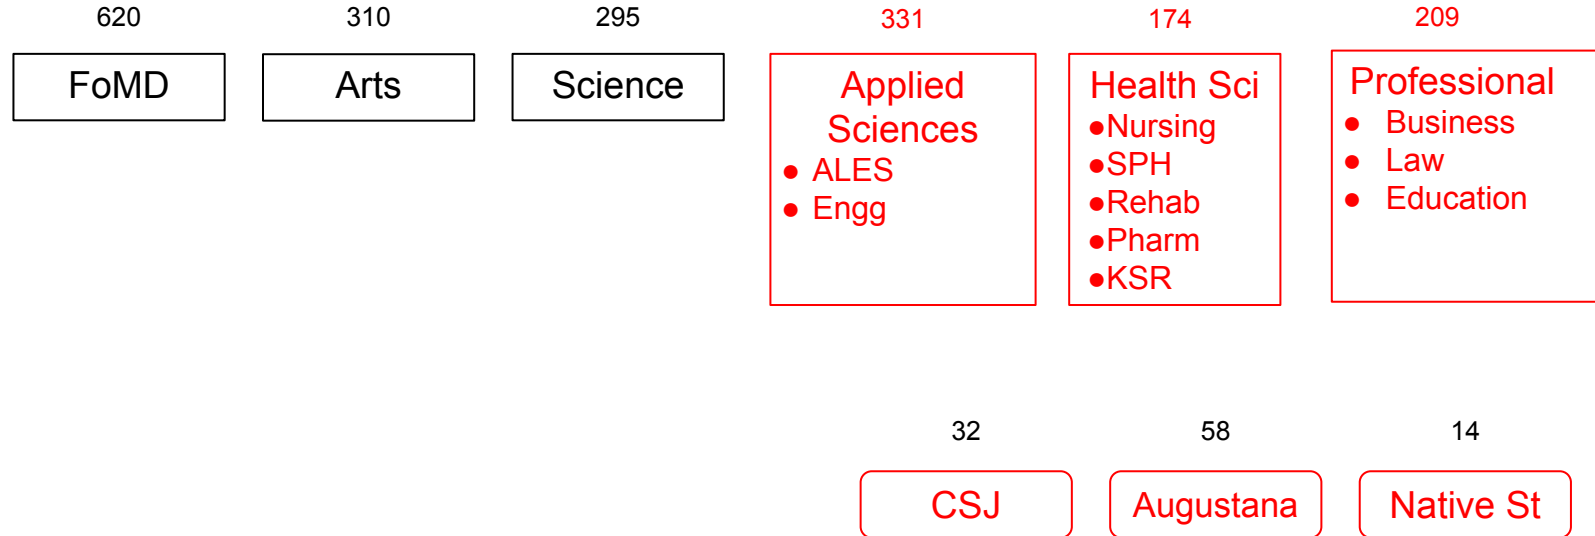 620 310 295 331 174 209
FoMD Arts Science Applied Health Sci Professional
Sciences
● ALES
● Engg
●Nursing
●SPH
●Rehab
●Pharm
●KSR
● Business
● Law
● Education
32 58 14
CSJ Augustana Native St